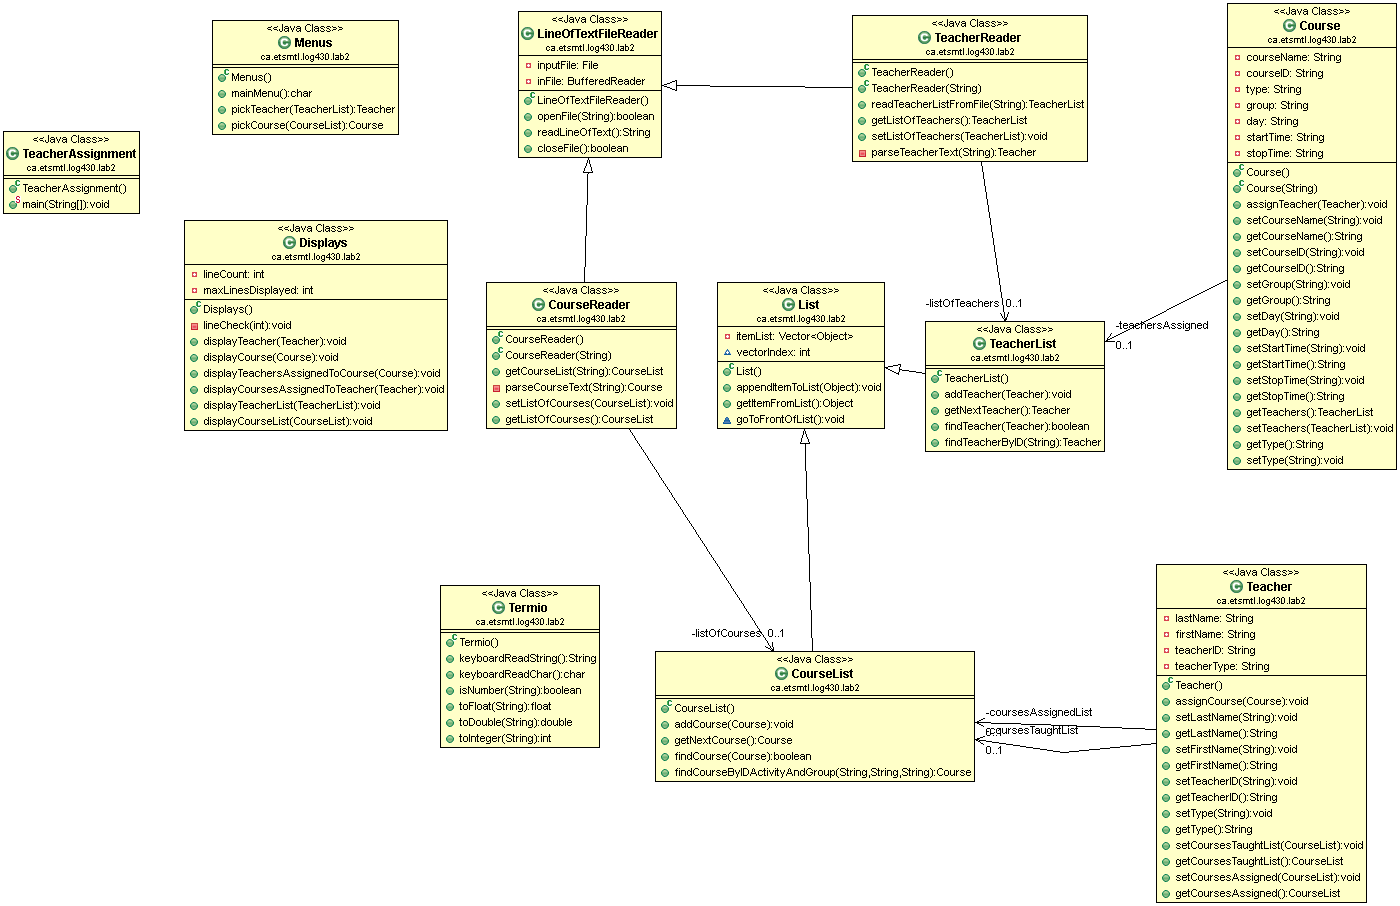 <<Java Class>>
Menus
ca.etsmtl.log430.lab2
Menus()
mainMenu():char
pickTeacher(TeacherList):Teacher
pickCourse(CourseList):Course
<<Java Class>>
LineOfTextFileReader
ca.etsmtl.log430.lab2
inputFile: File
inFile: BufferedReader
LineOfTextFileReader()
openFile(String):boolean
readLineOfText():String
closeFile():boolean
<<Java Class>>
TeacherReader
ca.etsmtl.log430.lab2
TeacherReader()
TeacherReader(String)
readTeacherListFromFile(String):TeacherList
getListOfTeachers():TeacherList
setListOfTeachers(TeacherList):void
parseTeacherText(String):Teacher
<<Java Class>>
Course
ca.etsmtl.log430.lab2
courseName: String
courseID: String
type: String
group: String
day: String
startTime: String
stopTime: String
Course()
Course(String)
assignTeacher(Teacher):void
setCourseName(String):void
getCourseName():String
setCourseID(String):void
getCourseID():String
setGroup(String):void
getGroup():String
setDay(String):void
getDay():String
setStartTime(String):void
getStartTime():String
setStopTime(String):void
getStopTime():String
getTeachers():TeacherList
setTeachers(TeacherList):void
getType():String
setType(String):void
<<Java Class>>
TeacherAssignment
ca.etsmtl.log430.lab2
TeacherAssignment()
main(String[]):void
<<Java Class>>
Displays
ca.etsmtl.log430.lab2
lineCount: int
maxLinesDisplayed: int
Displays()
lineCheck(int):void
displayTeacher(Teacher):void
displayCourse(Course):void
displayTeachersAssignedToCourse(Course):void
displayCoursesAssignedToTeacher(Teacher):void
displayTeacherList(TeacherList):void
displayCourseList(CourseList):void
<<Java Class>>
CourseReader
ca.etsmtl.log430.lab2
CourseReader()
CourseReader(String)
getCourseList(String):CourseList
parseCourseText(String):Course
setListOfCourses(CourseList):void
getListOfCourses():CourseList
<<Java Class>>
List
ca.etsmtl.log430.lab2
itemList: Vector<Object>
vectorIndex: int
List()
appendItemToList(Object):void
getItemFromList():Object
goToFrontOfList():void
-listOfTeachers 0..1
-teachersAssigned
0..1
<<Java Class>>
TeacherList
ca.etsmtl.log430.lab2
TeacherList()
addTeacher(Teacher):void
getNextTeacher():Teacher
findTeacher(Teacher):boolean
findTeacherByID(String):Teacher
<<Java Class>>
Termio
ca.etsmtl.log430.lab2
Termio()
keyboardReadString():String
keyboardReadChar():char
isNumber(String):boolean
toFloat(String):float
toDouble(String):double
toInteger(String):int
-listOfCourses 0..1
<<Java Class>>
CourseList
ca.etsmtl.log430.lab2
CourseList()
addCourse(Course):void
getNextCourse():Course
findCourse(Course):boolean
findCourseByIDActivityAndGroup(String,String,String):Course
-coursesAssignedList
-coursesTaughtList
0..1
<<Java Class>>
Teacher
ca.etsmtl.log430.lab2
lastName: String
firstName: String
teacherID: String
teacherType: String
Teacher()
assignCourse(Course):void
setLastName(String):void
getLastName():String
setFirstName(String):void
getFirstName():String
setTeacherID(String):void
getTeacherID():String
setType(String):void
getType():String
setCoursesTaughtList(CourseList):void
getCoursesTaughtList():CourseList
setCoursesAssigned(CourseList):void
getCoursesAssigned():CourseList